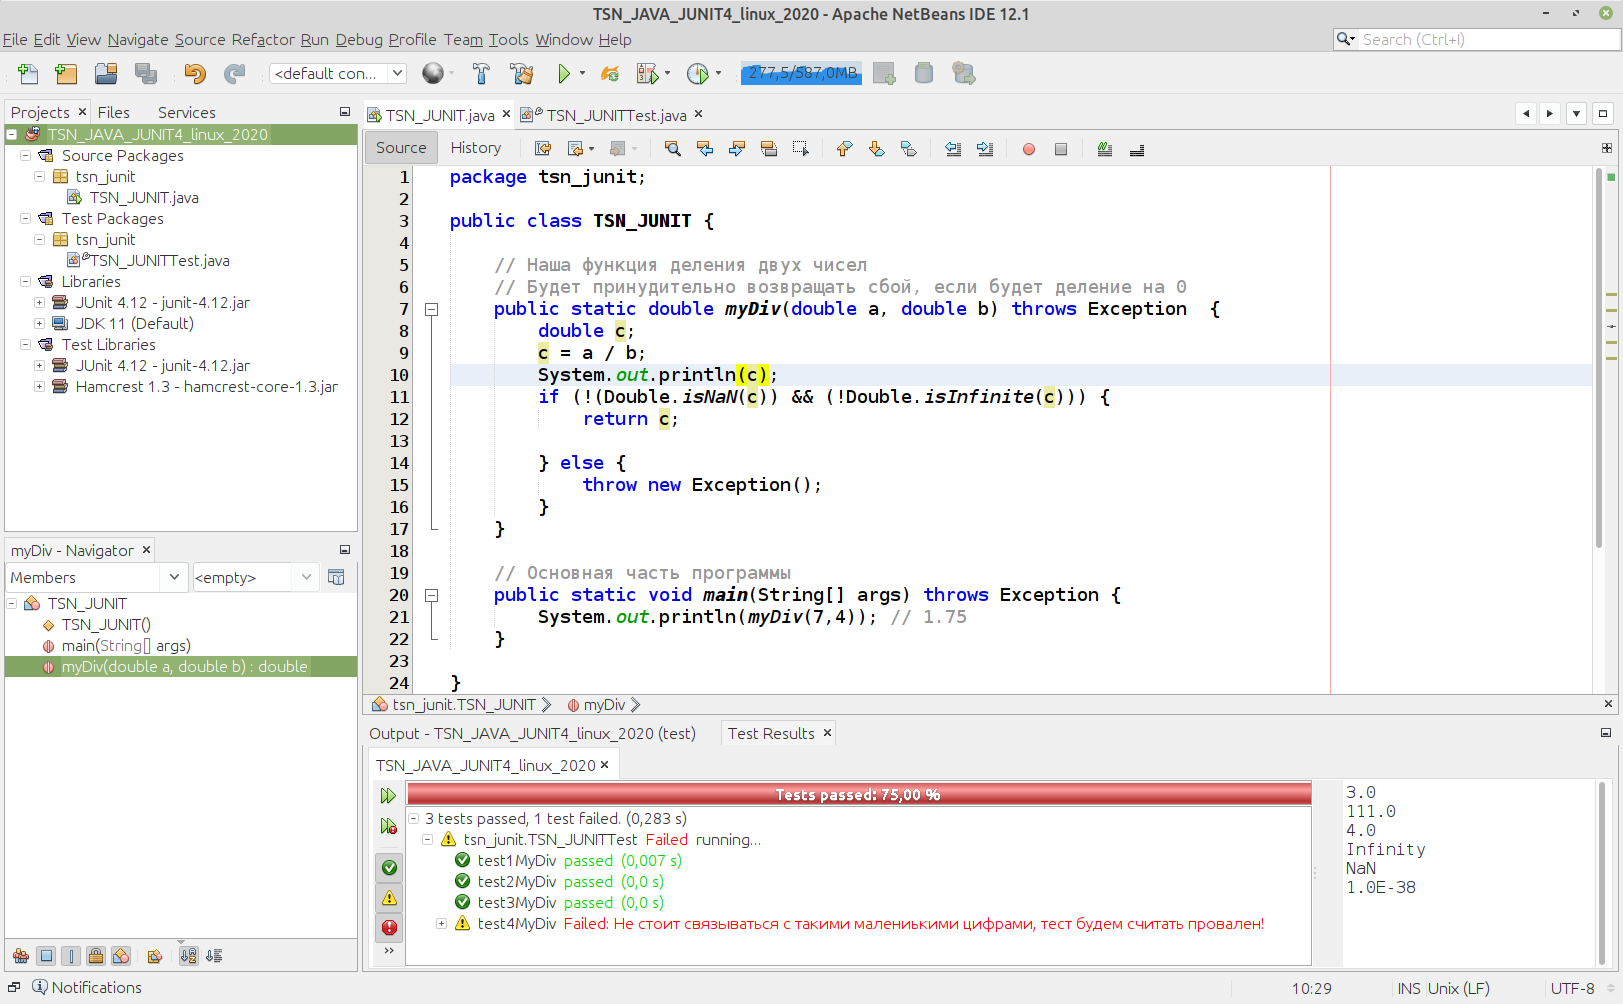 TSN_JAVA_JUNIT4_linux_2020 - Apache NetBeans IDE 12.1
File Edit View Navigate Source Refactor Run Debug Profile Team Tools Window Help
Search (Ctrl+I)
<default con...
277,5/587,0MB
Projects Files Services
TSN_JAVA_JUNIT4_linux_2020
Source Packages
tsn_junit
TSN_JUNIT.java
Test Packages
tsn_junit
TSN_JUNITTest.java
Libraries
JUnit 4.12 - junit-4.12.jar
JDK 11 (Default)
Test Libraries
JUnit 4.12 - junit-4.12.jar
Hamcrest 1.3 - hamcrest-core-1.3.jar
myDiv - Navigator
Members <empty>
TSN_JUNIT
TSN_JUNIT()
main(String[] args)
myDiv(double a, double b) : double
TSN_JUNIT.java TSN_JUNITTest.java
Source History
1 package tsn_junit;
2
3 public class TSN_JUNIT {
4
5 // Наша функция деления двух чисел
6 // Будет принудительно возвращать сбой, если будет деление на 0
7 public static double myDiv(double a, double b) throws Exception {
8 double c;
9 c = a / b;
10 System.out.println(c);
11 if (!(Double.isNaN(c)) && (!Double.isInfinite(c))) {
12 return c;
13
14 } else {
15 throw new Exception();
16 }
17 }
18
19 // Основная часть программы
20 public static void main(String[] args) throws Exception {
21 System.out.println(myDiv(7,4)); // 1.75
22 }
23
24 }
tsn_junit.TSN_JUNIT myDiv
Output - TSN_JAVA_JUNIT4_linux_2020 (test) Test Results
TSN_JAVA_JUNIT4_linux_2020
Tests passed: 75,00 %
3 tests passed, 1 test failed. (0,283 s)
tsn_junit.TSN_JUNITTest Failed running...
test1MyDiv passed (0,007 s)
test2MyDiv passed (0,0 s)
test3MyDiv passed (0,0 s)
test4MyDiv Failed: Не стоит связываться с такими малениькими цифрами, тест будем считать провален!
3.0
111.0
4.0
Infinity
NaN
1.0E-38
Notifications
10:29 INS Unix (LF) UTF-8